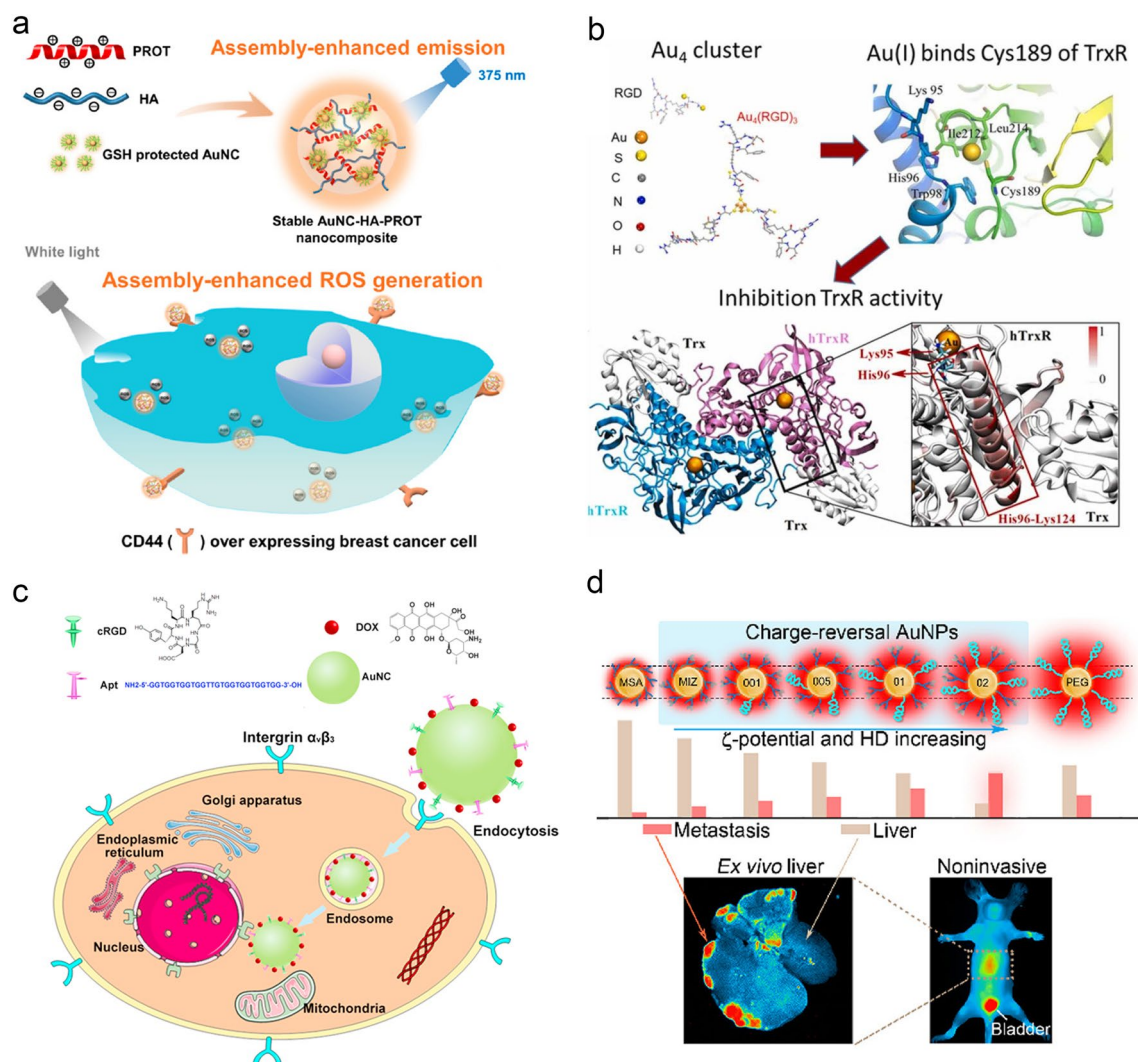 a
PROT
HA
GSH protected AuNC
Assembly-enhanced emission
375 nm
Stable AuNC-HA-PROT
nanocomposite
White light
Assembly-enhanced ROS generation
CD44 ( ) over expressing breast cancer cell
b
Au4 cluster
Au(I) binds Cys189 of TrxR
RGD
Au4(RGD)3
Au
S
C
N
O
H
Lys 95
Ile212
Leu214
His96
Trp98
Cys189
Inhibition TrxR activity
Trx
hTrxR
hTrxR
Trx
Au
hTrxR
1
0
Lys95
His96
His96-Lys124
Trx
c
cRGD
DOX
Apt
NH2-5'-GGTGGTGGTGGTTGTGGTGGTGGTGG-3'-OH
AuNC
Intergrin αvβ3
Golgi apparatus
Endoplasmic
reticulum
Endocytosis
Endosome
Nucleus
Mitochondria
d
Charge-reversal AuNPs
MSA
MIZ
001
005
01
02
PEG
ζ-potential and HD increasing
Metastasis
Liver
Ex vivo liver
Noninvasive
Bladder